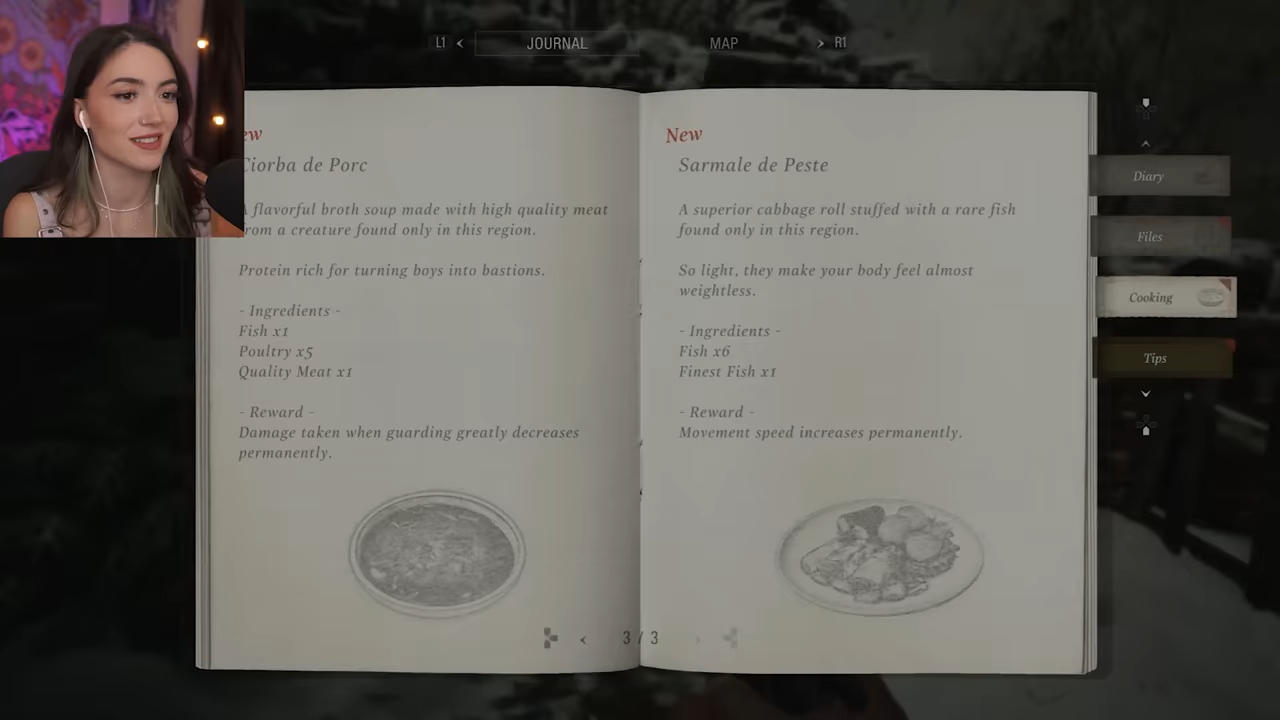 L1 JOURNAL MAP R1
ew
Ciorba de Porc
A flavorful broth soup made with high quality meat
from a creature found only in this region.
Protein rich for turning boys into bastions.
- Ingredients -
Fish x1
Poultry x5
Quality Meat x1
- Reward -
Damage taken when guarding greatly decreases
permanently.
New
Sarmale de Peste
A superior cabbage roll stuffed with a rare fish
found only in this region.
So light, they make your body feel almost
weightless.
- Ingredients -
Fish x6
Finest Fish x1
- Reward -
Movement speed increases permanently.
3 / 3
Diary
Files
Cooking
Tips